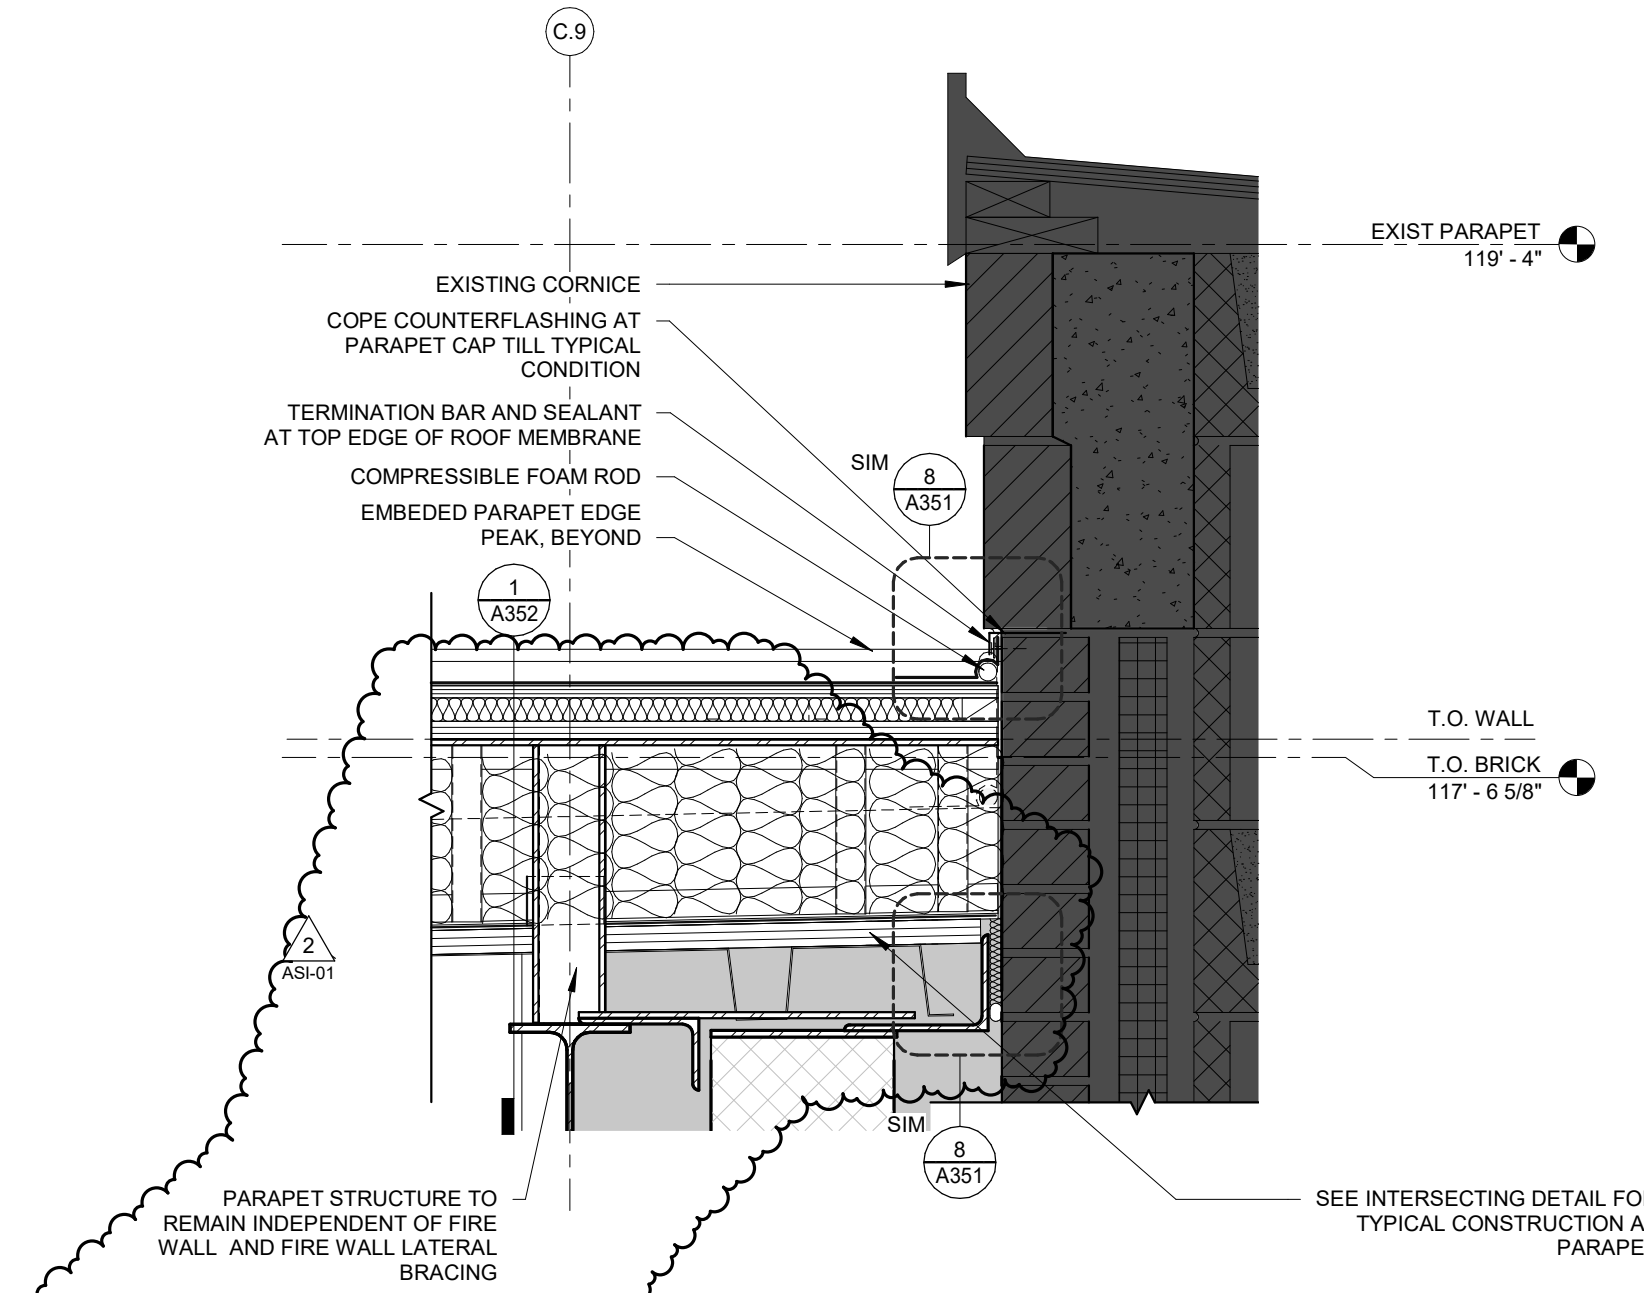 C.9
EXIST PARAPET
119' - 4"
EXISTING CORNICE
COPE COUNTERFLASHING AT
PARAPET CAP TILL TYPICAL
CONDITION
TERMINATION BAR AND SEALANT
AT TOP EDGE OF ROOF MEMBRANE
COMPRESSIBLE FOAM ROD
EMBEDED PARAPET EDGE
PEAK, BEYOND
SIM
8
A351
1
A352
T.O. WALL
T.O. BRICK
117' - 6 5/8"
2
ASI-01
SIM
8
A351
PARAPET STRUCTURE TO
REMAIN INDEPENDENT OF FIRE
WALL AND FIRE WALL LATERAL
BRACING
SEE INTERSECTING DETAIL FO
TYPICAL CONSTRUCTION A
PARAPE